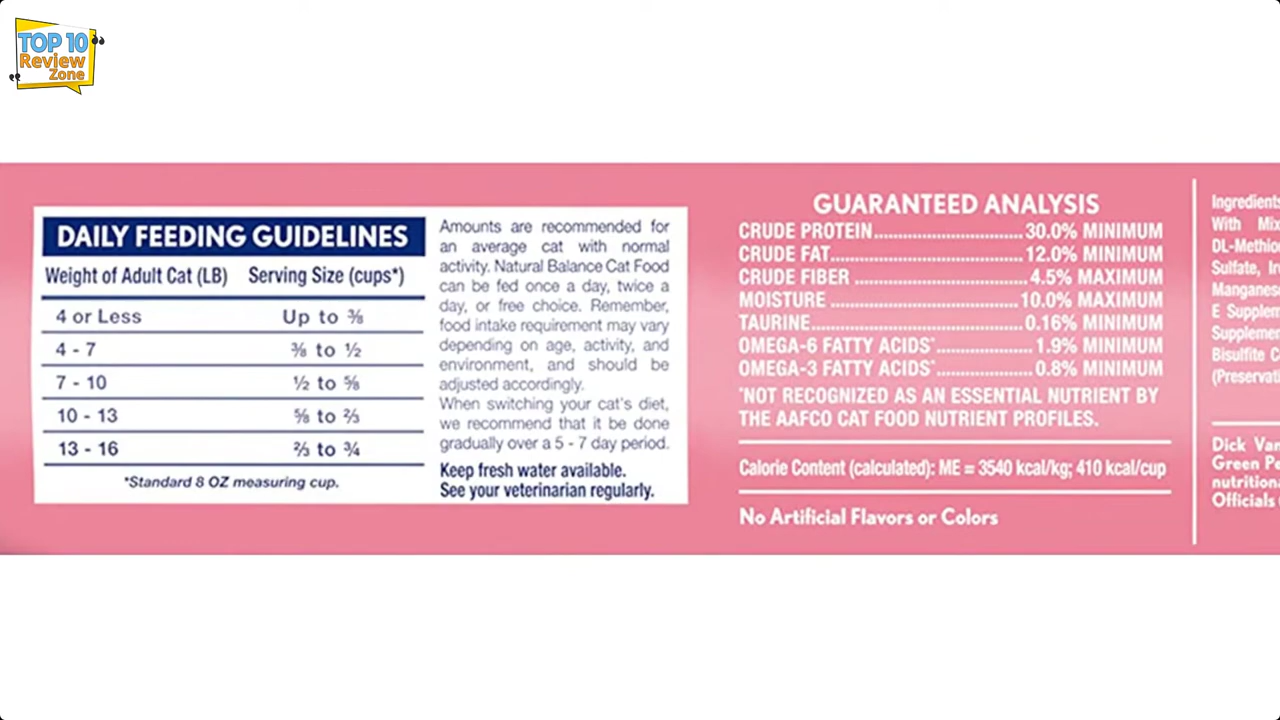 TOP 10
Review
Zone
DAILY FEEDING GUIDELINES
Weight of Adult Cat (LB) Serving Size (cups*)
4 or Less Up to ⅜
4 - 7 ⅜ to ½
7 - 10 ½ to ⅝
10 - 13 ⅝ to ⅔
13 - 16 ⅔ to ¾
*Standard 8 OZ measuring cup.
Amounts are recommended for
an average cat with normal
activity. Natural Balance Cat Food
can be fed once a day, twice a
day, or free choice. Remember,
food intake requirement may vary
depending on age, activity, and
environment, and should be
adjusted accordingly.
When switching your cat's diet,
we recommend that it be done
gradually over a 5 - 7 day period.
Keep fresh water available.
See your veterinarian regularly.
GUARANTEED ANALYSIS
CRUDE PROTEIN 30.0% MINIMUM
CRUDE FAT 12.0% MINIMUM
CRUDE FIBER 4.5% MAXIMUM
MOISTURE 10.0% MAXIMUM
TAURINE 0.16% MINIMUM
OMEGA-6 FATTY ACIDS* 1.9% MINIMUM
OMEGA-3 FATTY ACIDS* 0.8% MINIMUM
*NOT RECOGNIZED AS AN ESSENTIAL NUTRIENT BY
THE AAFCO CAT FOOD NUTRIENT PROFILES.
Calorie Content (calculated): ME = 3540 kcal/kg; 410 kcal/cup
No Artificial Flavors or Colors
Ingredients
With Mix
DL-Methio
Sulfate, Ir
Manganes
E Supplem
Supplemen
Bisulfite C
(Preservati
Dick Van
Green Pe
nutritiona
Officials